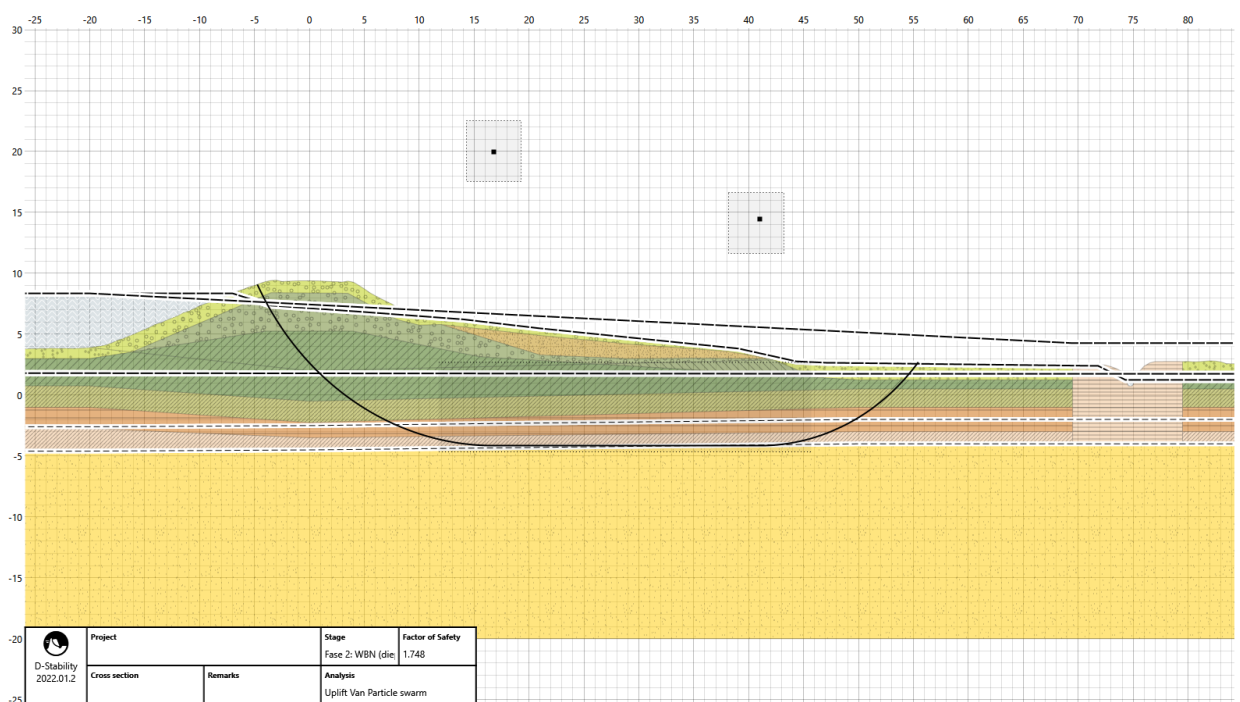 -25 -20 -15 -10 -5 0 5 10 15 20 25 30 35 40 45 50 55 60 65 70 75 80
30
25
20
15
10
5
0
-5
-10
-15
-20
-25
D-Stability
2022.01.2
Project
Stage
Factor of Safety
Fase 2: WBN (die
1.748
Cross section
Remarks
Analysis
Uplift Van Particle swarm